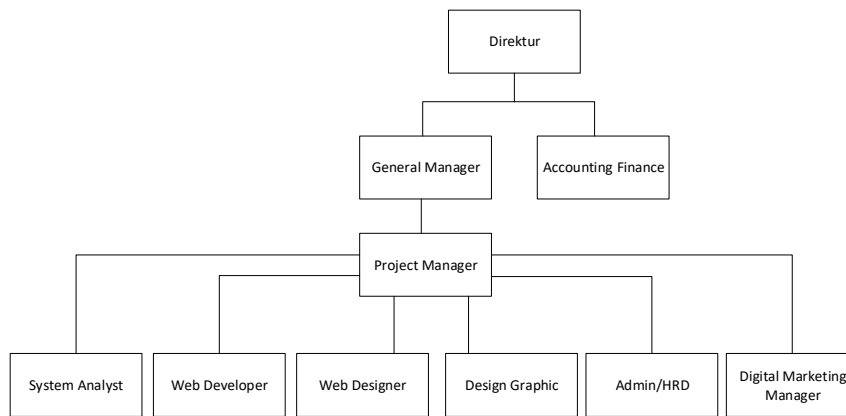 Direktur
General Manager
Accounting Finance
Project Manager
System Analyst
Web Developer
Web Designer
Design Graphic
Admin/HRD
Digital Marketing
Manager